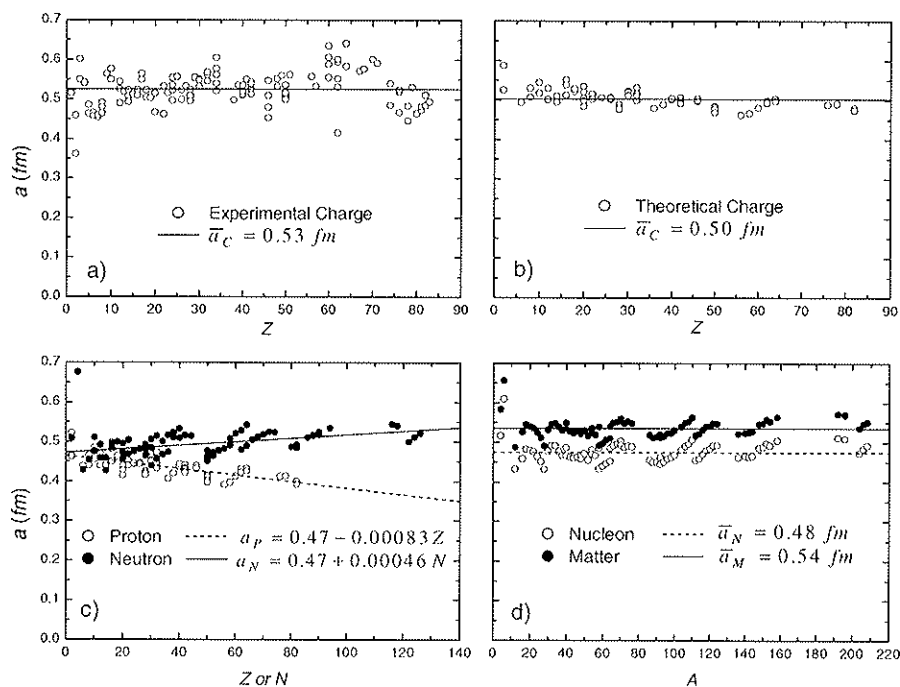 0.7
0.6
0.5
0.4
0.3
0.2
0.1
0.0
a (fm)
Experimental Charge
a̅_C = 0.53 fm
a)
0 10 20 30 40 50 60 70 80 90
Z
Theoretical Charge
a̅_C = 0.50 fm
b)
0 10 20 30 40 50 60 70 80 90
Z
0.7
0.6
0.5
0.4
0.3
0.2
0.1
0.0
a (fm)
Proton a_P = 0.47 − 0.00083 Z
Neutron a_N = 0.47 + 0.00046 N
c)
0 20 40 60 80 100 120 140
Z or N
Nucleon a̅_N = 0.48 fm
Matter a̅_M = 0.54 fm
d)
0 20 40 60 80 100 120 140 160 180 200 220
A